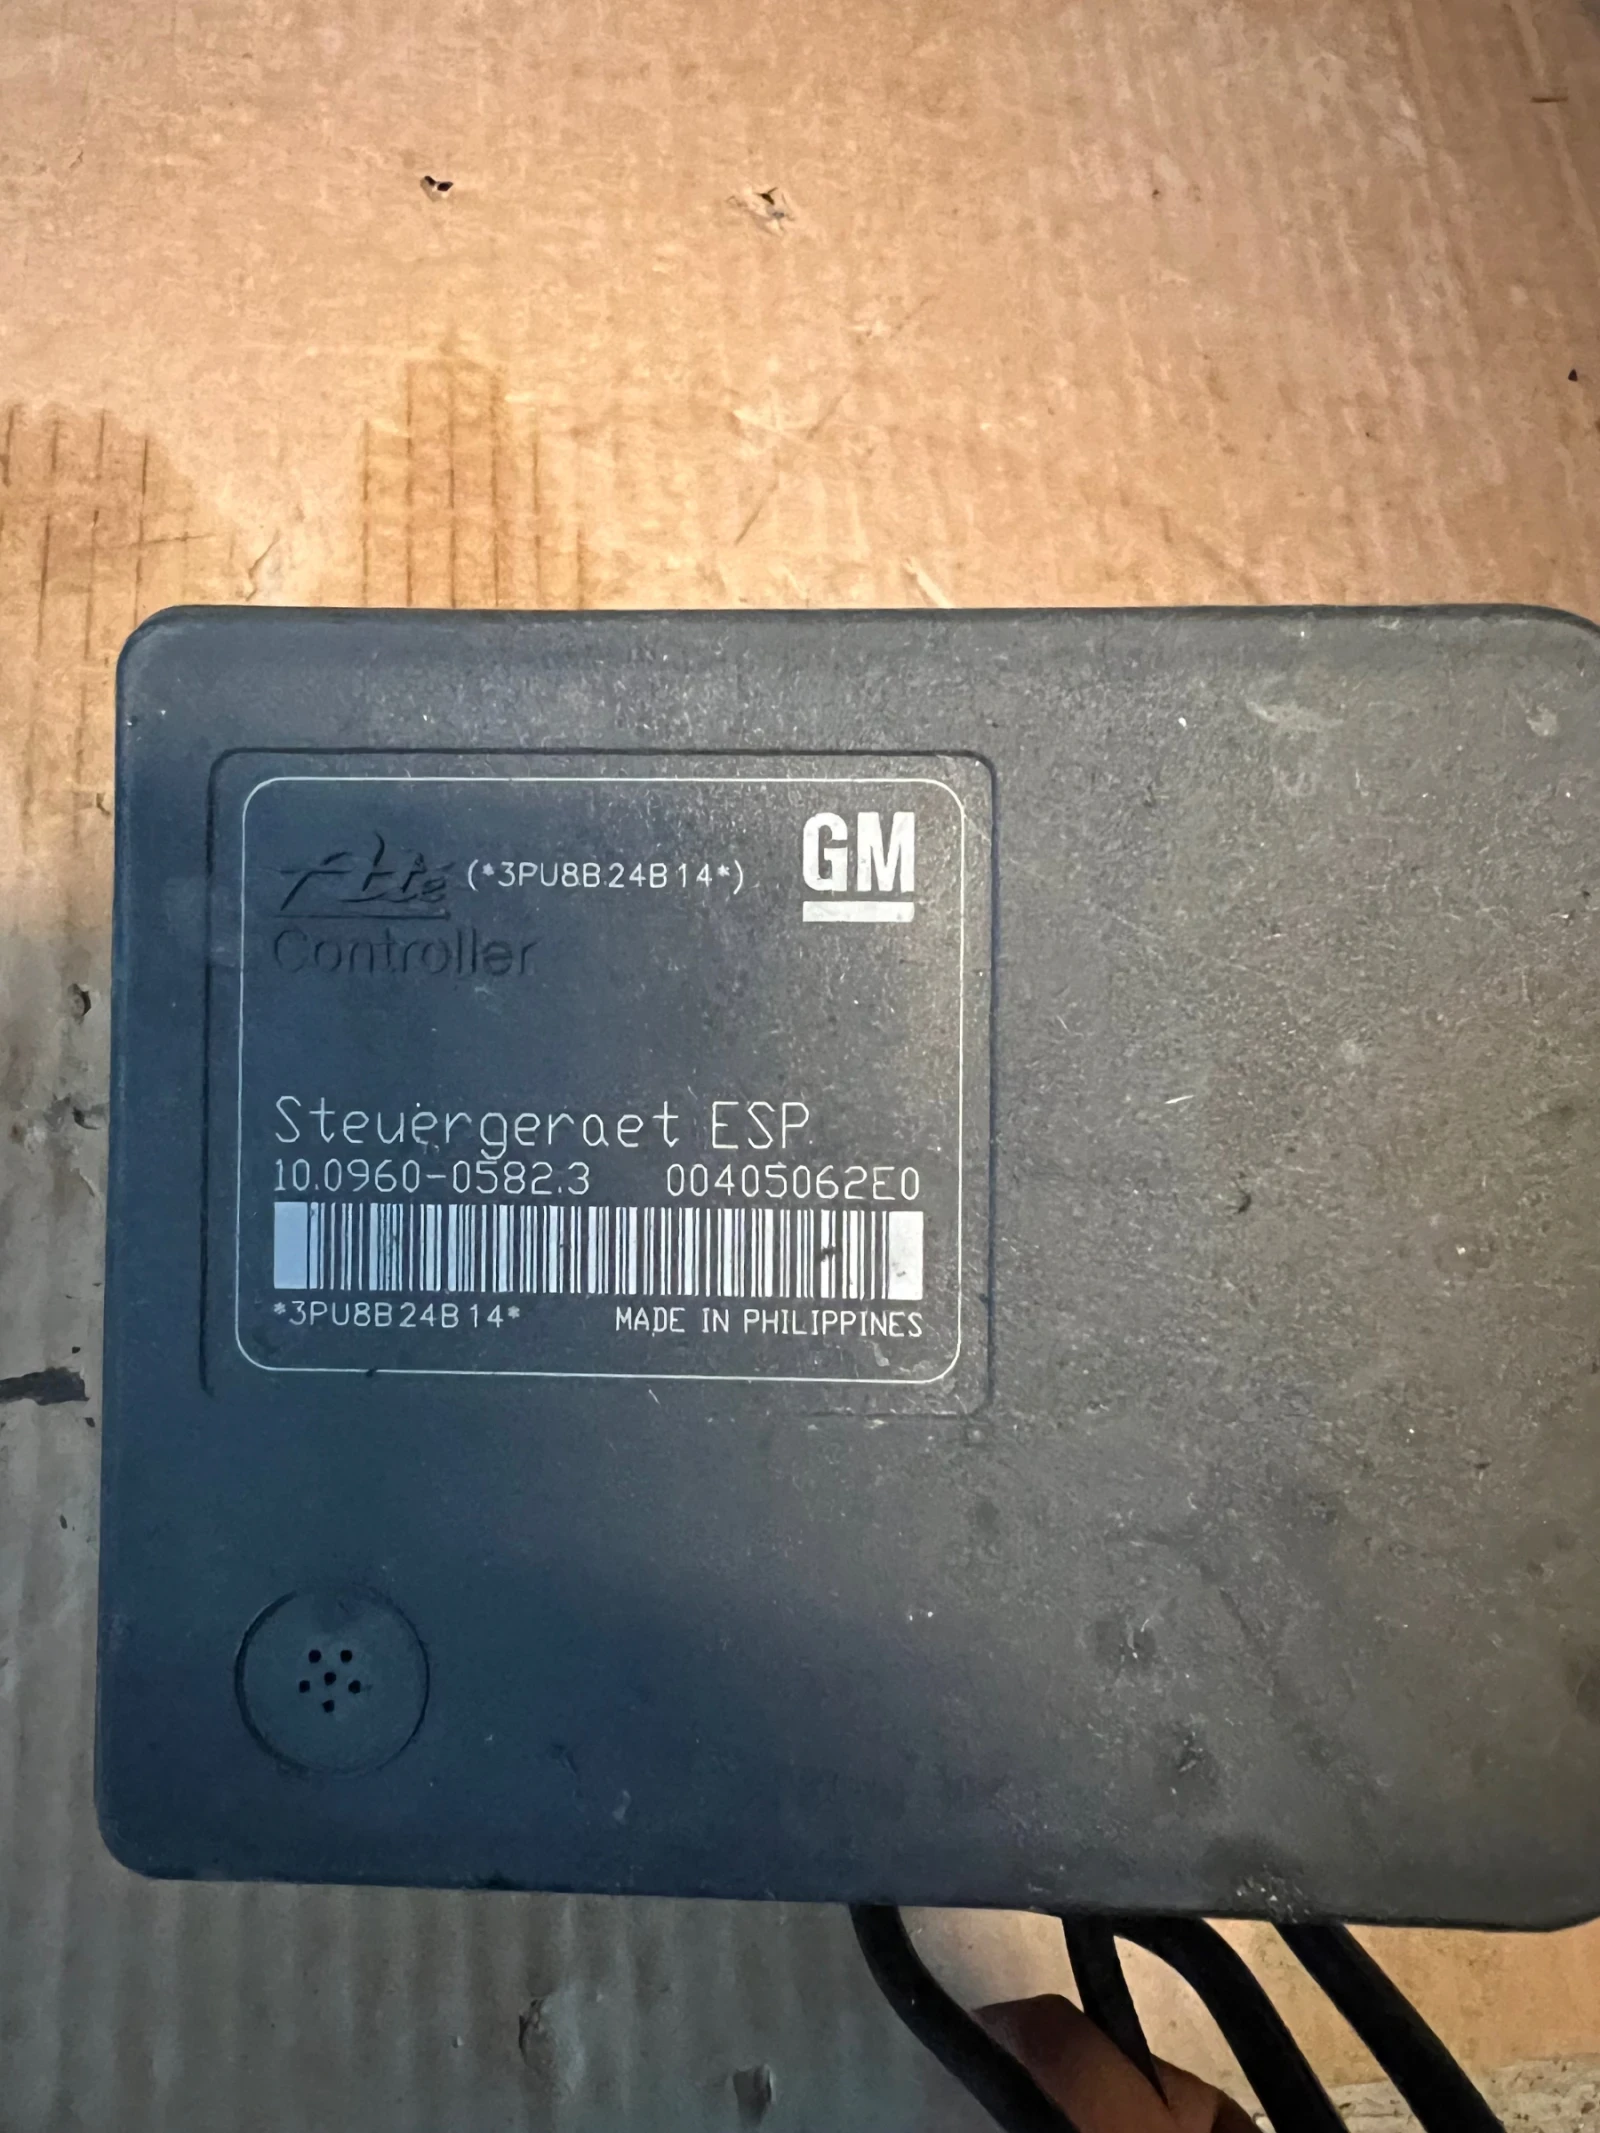 Ate (*3PU8B24B14*) GM
Controller
Steuergeraet ESP
10.0960-0582.3 00405062E0
*3PU8B24B14* MADE IN PHILIPPINES